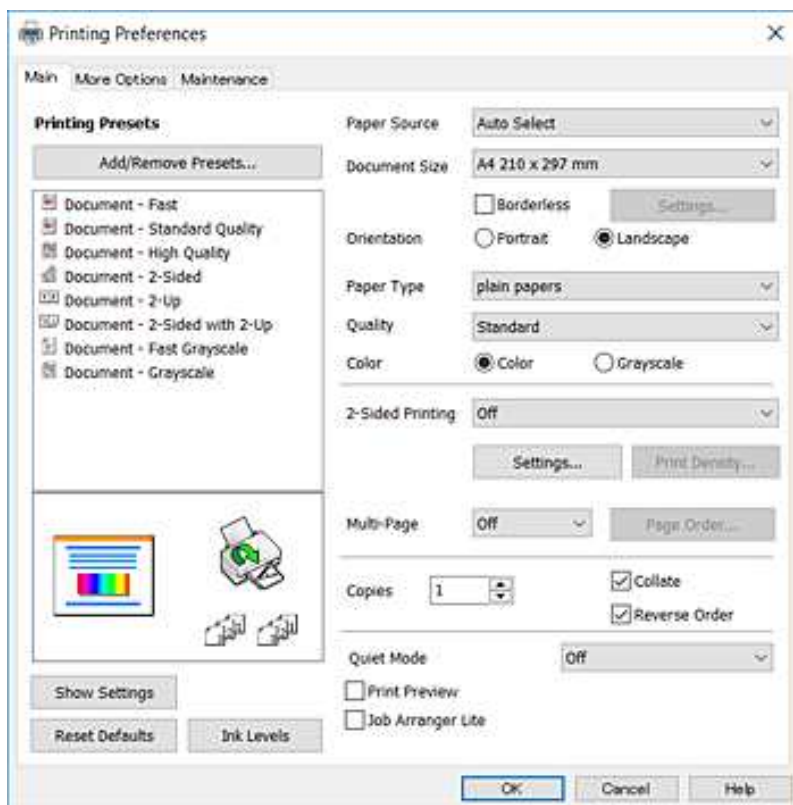 Printing Preferences
Main More Options Maintenance
Printing Presets
Add/Remove Presets...
Document - Fast
Document - Standard Quality
Document - High Quality
Document - 2-Sided
Document - 2-Up
Document - 2-Sided with 2-Up
Document - Fast Grayscale
Document - Grayscale
Show Settings
Reset Defaults Ink Levels
Paper Source Auto Select
Document Size A4 210 x 297 mm
Borderless Settings...
Orientation Portrait Landscape
Paper Type plain papers
Quality Standard
Color Color Grayscale
2-Sided Printing Off
Settings... Print Density...
Multi-Page Off Page Order...
Copies 1 Collate
Reverse Order
Quiet Mode Off
Print Preview
Job Arranger Lite
OK Cancel Help